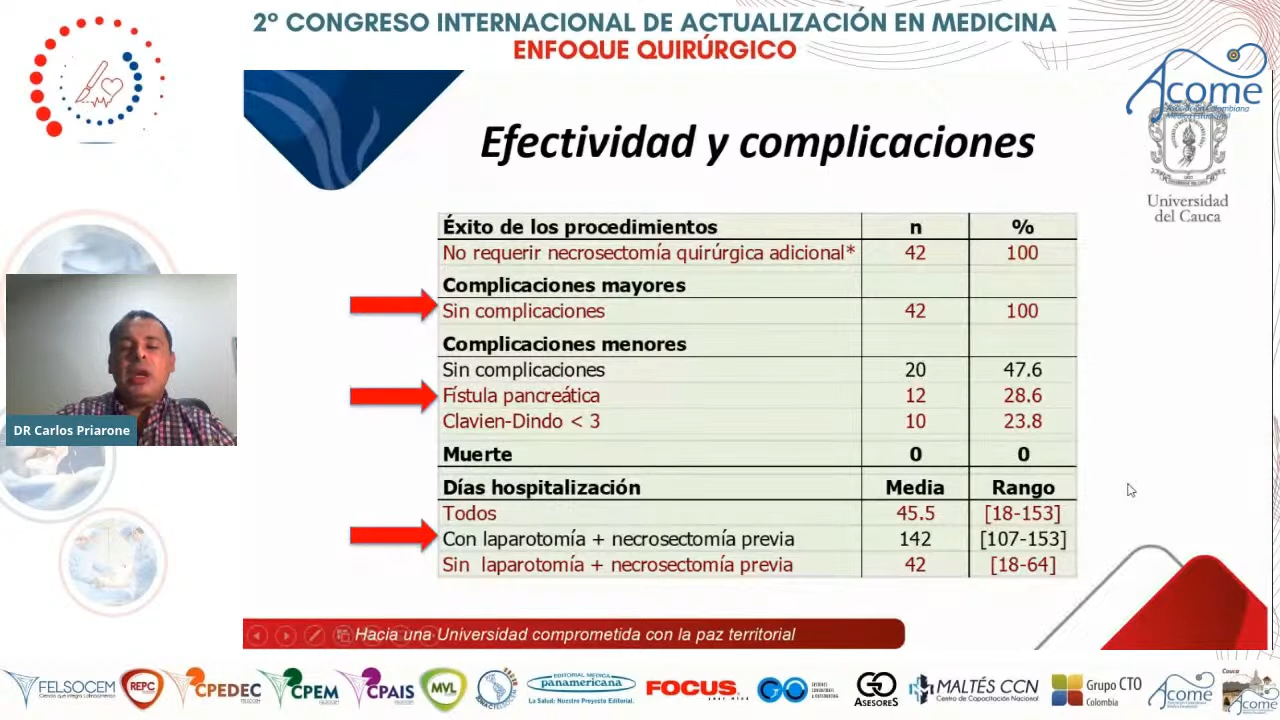 2° CONGRESO INTERNACIONAL DE ACTUALIZACIÓN EN MEDICINA
ENFOQUE QUIRÚRGICO
Acome
Universidad
del Cauca
Efectividad y complicaciones
Éxito de los procedimientos n %
No requerir necrosectomía quirúrgica adicional* 42 100
Complicaciones mayores
Sin complicaciones 42 100
Complicaciones menores
Sin complicaciones 20 47.6
Fístula pancreática 12 28.6
Clavien-Dindo < 3 10 23.8
Muerte 0 0
Días hospitalización Media Rango
Todos 45.5 [18-153]
Con laparotomía + necrosectomía previa 142 [107-153]
Sin laparotomía + necrosectomía previa 42 [18-64]
DR Carlos Priarone
Hacia una Universidad comprometida con la paz territorial
FELSOCEM
REPC
CPEDEC
CPEM
CPAIS
MVL
EDITORIAL MEDICA
panamericana
La Salud: Nuestro Proyecto Editorial.
FOCUS
GO
GO
ASESORES
MALTÉS CCN
Centro de Capacitación Nacional
Grupo CTO
Colombia
Acome
Cauca
Acome